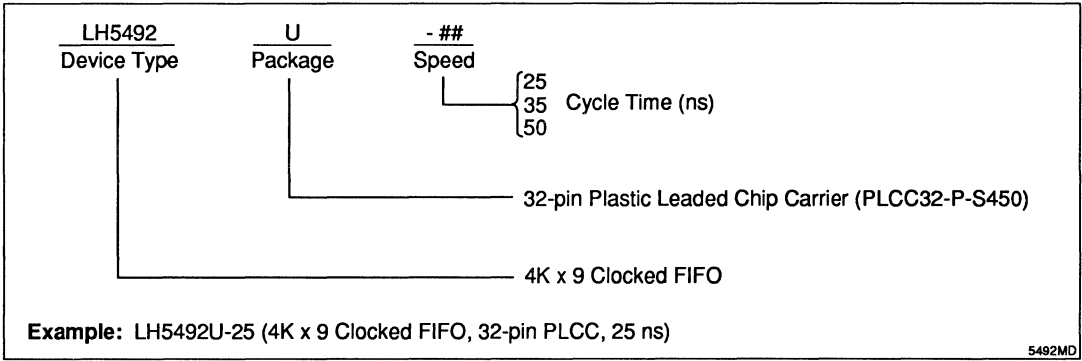 LH5492 U - ##
Device Type Package Speed
25
35 Cycle Time (ns)
50
32-pin Plastic Leaded Chip Carrier (PLCC32-P-S450)
4K x 9 Clocked FIFO
Example: LH5492U-25 (4K x 9 Clocked FIFO, 32-pin PLCC, 25 ns)
5492MD